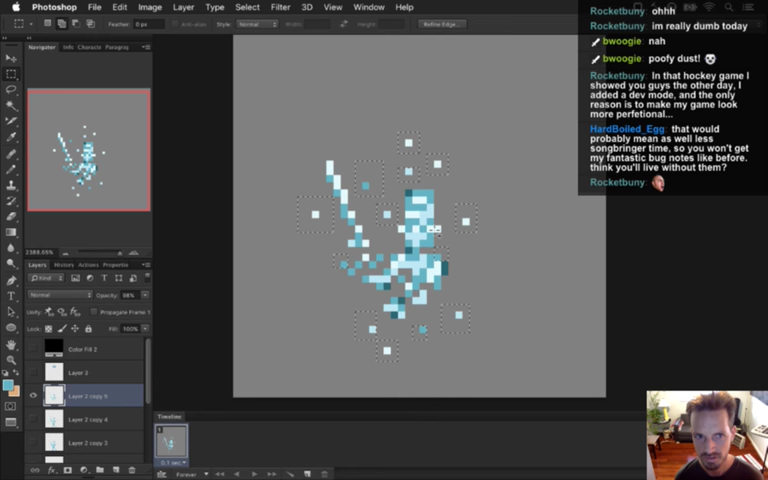 Photoshop File Edit Image Layer Type Select Filter 3D View Window Help
Feather: 0 px Anti-alias Style: Normal Width: Height: Refine Edge...
Navigator Info Charact Paragraj
2388.05%
Layers History Actions Propertie
Kind
Normal Opacity: 98%
Unify: Propagate Frame 1
Lock: Fill: 100%
Color Fill 2
Layer 3
Layer 2 copy 5
Layer 2 copy 4
Layer 2 copy 3
Timeline
1
0.1 sec.
Forever
Rocketbuny: ohhh
Rocketbuny: im really dumb today
bwoogie: nah
bwoogie: poofy dust!
Rocketbuny: In that hockey game I
showed you guys the other day, I
added a dev mode, and the only
reason is to make my game look
more perfetional...
HardBoiled_Egg: that would
probably mean as well less
songbringer time, so you won't get
my fantastic bug notes like before.
think you'll live without them?
Rocketbuny: